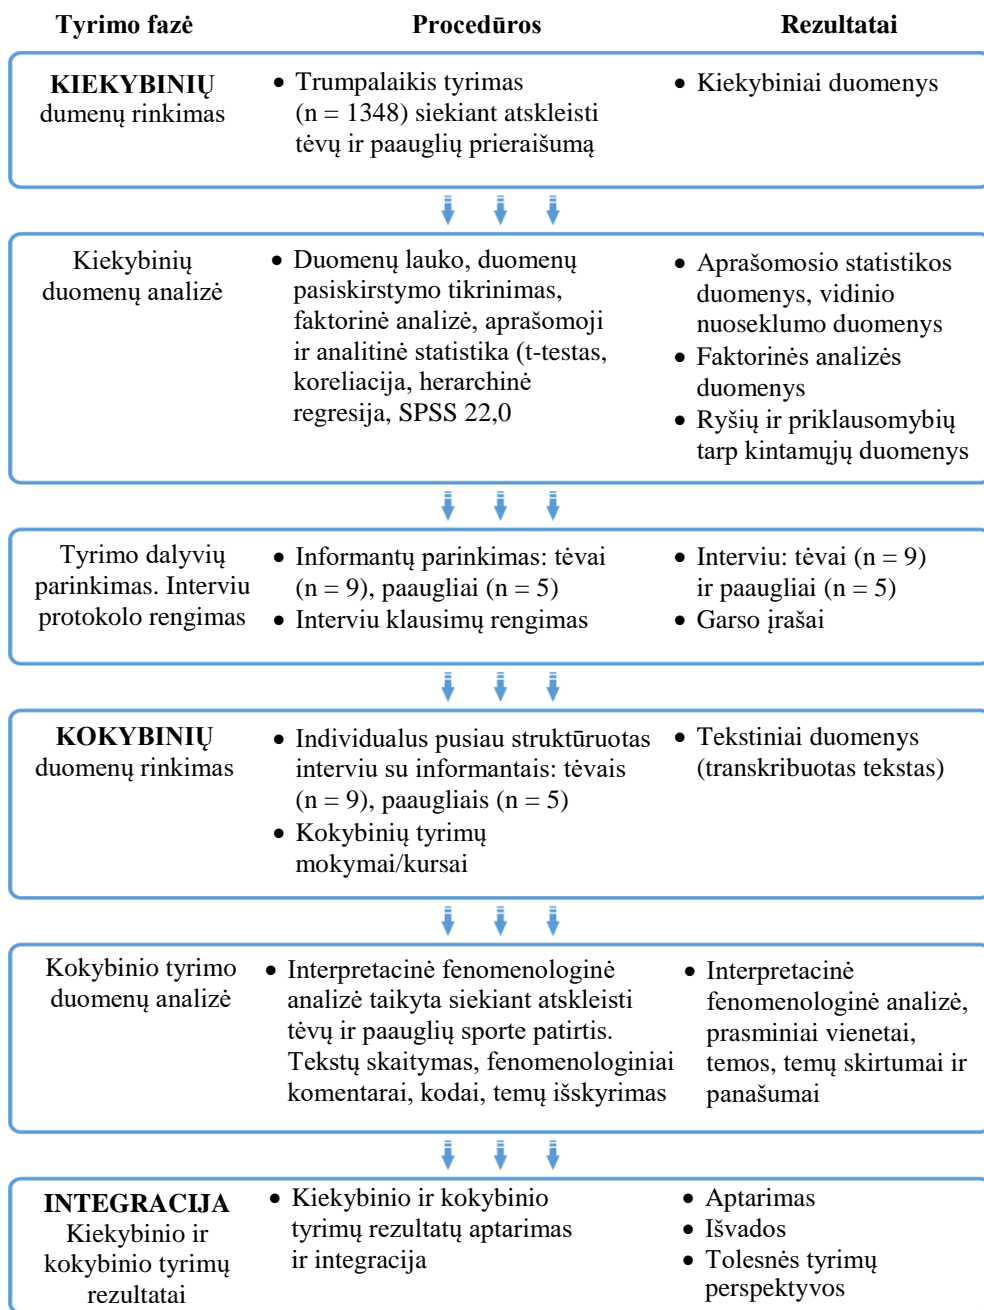 Tyrimo fazė
Procedūros
Rezultatai
KIEKYBINIŲ
dumenų rinkimas
• Trumpalaikis tyrimas
(n = 1348) siekiant atskleisti
tėvų ir paauglių prieraišumą
• Kiekybiniai duomenys
Kiekybinių
duomenų analizė
• Duomenų lauko, duomenų
pasiskirstymo tikrinimas,
faktorinė analizė, aprašomoji
ir analitinė statistika (t-testas,
koreliacija, herarchinė
regresija, SPSS 22,0
• Aprašomosio statistikos
duomenys, vidinio
nuoseklumo duomenys
• Faktorinės analizės
duomenys
• Ryšių ir priklausomybių
tarp kintamųjų duomenys
Tyrimo dalyvių
parinkimas. Interviu
protokolo rengimas
• Informantų parinkimas: tėvai
(n = 9), paaugliai (n = 5)
• Interviu klausimų rengimas
• Interviu: tėvai (n = 9)
ir paaugliai (n = 5)
• Garso įrašai
KOKYBINIŲ
duomenų rinkimas
• Individualus pusiau struktūruotas
interviu su informantais: tėvais
(n = 9), paaugliais (n = 5)
• Kokybinių tyrimų
mokymai/kursai
• Tekstiniai duomenys
(transkribuotas tekstas)
Kokybinio tyrimo
duomenų analizė
• Interpretacinė fenomenologinė
analizė taikyta siekiant atskleisti
tėvų ir paauglių sporte patirtis.
Tekstų skaitymas, fenomenologiniai
komentarai, kodai, temų išskyrimas
• Interpretacinė
fenomenologinė analizė,
prasminiai vienetai,
temos, temų skirtumai ir
panašumai
INTEGRACIJA
Kiekybinio ir
kokybinio tyrimų
rezultatai
• Kiekybinio ir kokybinio
tyrimų rezultatų aptarimas
ir integracija
• Aptarimas
• Išvados
• Tolesnės tyrimų
perspektyvos